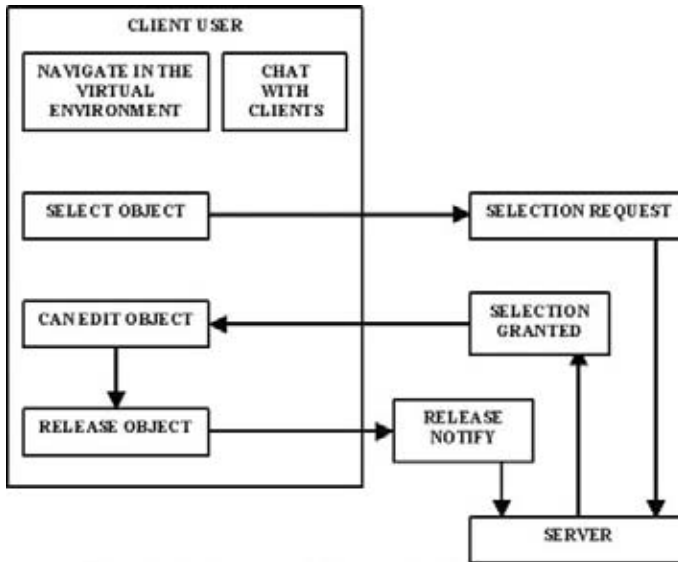 CLIENT USER
NAVIGATE IN THE
VIRTUAL
ENVIRONMENT
CHAT
WITH
CLIENTS
SELECT OBJECT
SELECTION REQUEST
CAN EDIT OBJECT
SELECTION
GRANTED
RELEASE OBJECT
RELEASE
NOTIFY
SERVER